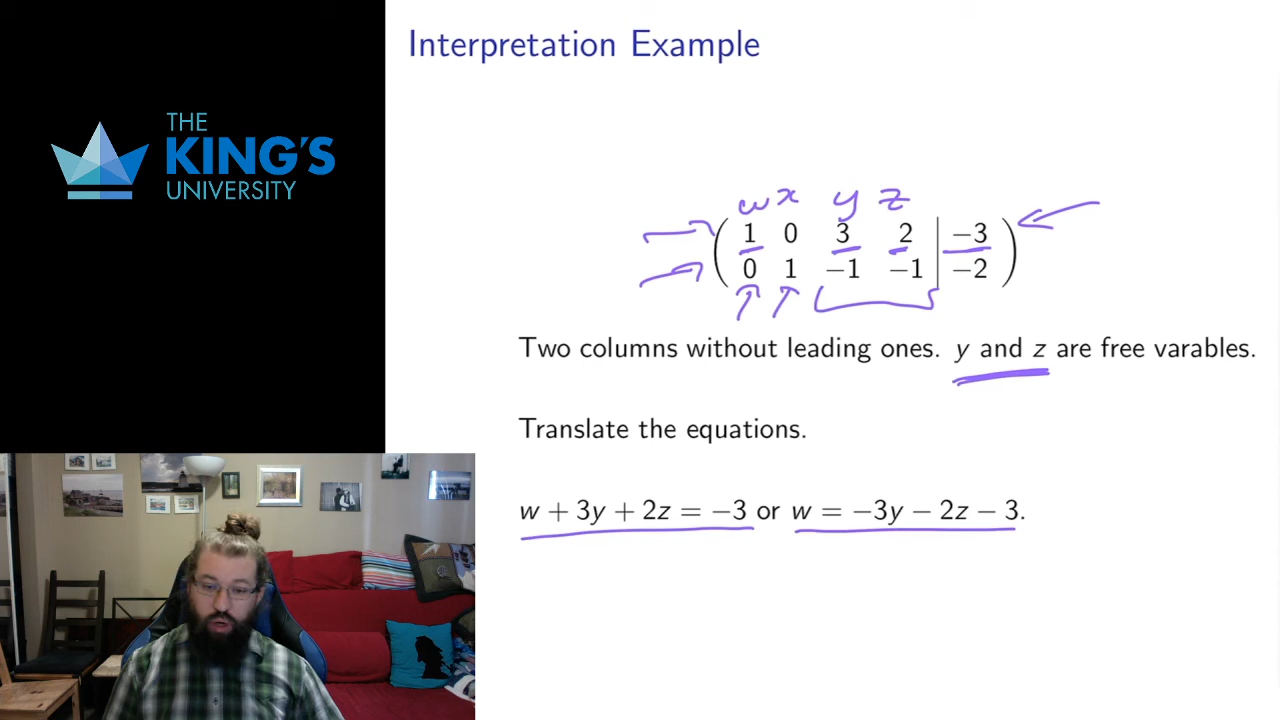 Interpretation Example
THE
KING'S
UNIVERSITY
w x y z
1 0 3 2 | −3
0 1 −1 −1 | −2
Two columns without leading ones. y and z are free varables.
Translate the equations.
w + 3y + 2z = −3 or w = −3y − 2z − 3.